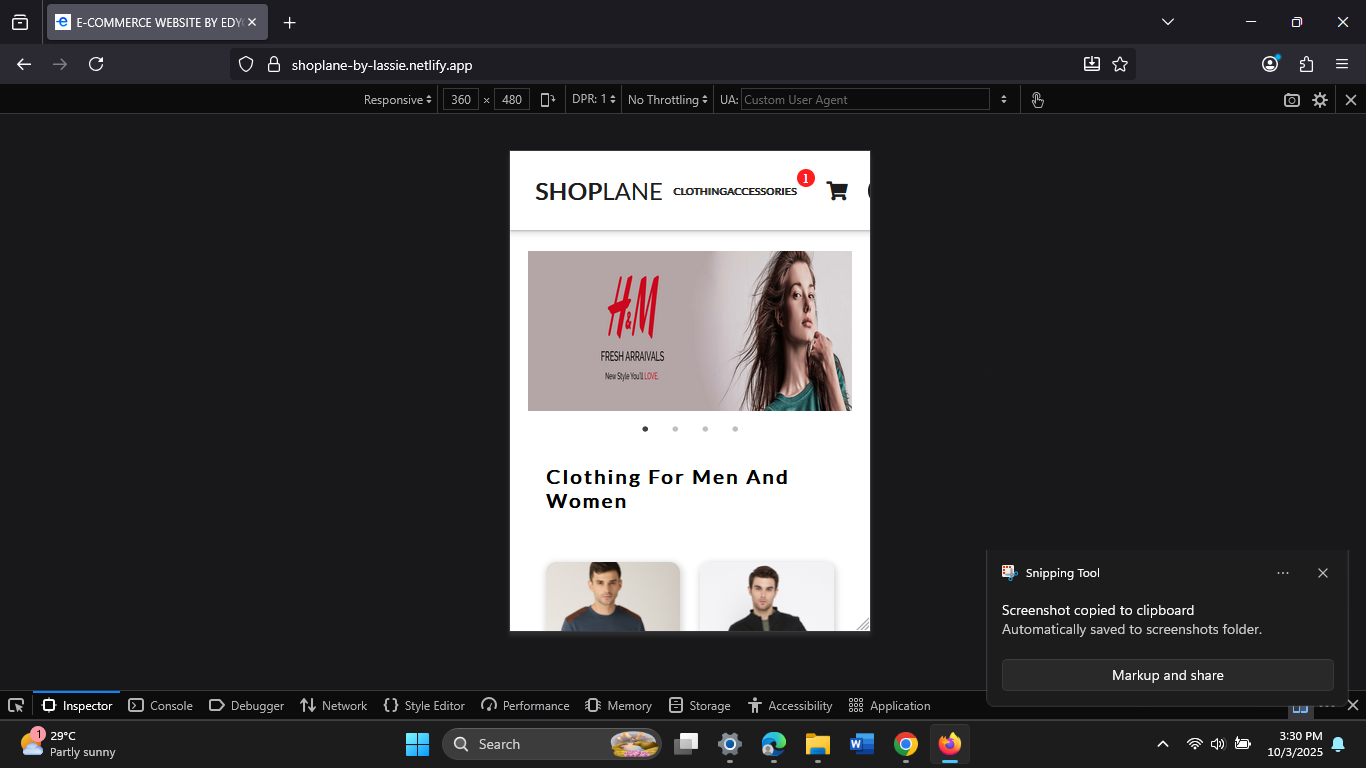 E-COMMERCE WEBSITE BY EDY
shoplane-by-lassie.netlify.app
Responsive 360 × 480 DPR: 1 No Throttling UA: Custom User Agent
SHOPLANE CLOTHINGACCESSORIES 1
H&M
FRESH ARRAIVALS
New Style You'll LOVE.
Clothing For Men And
Women
Snipping Tool
Screenshot copied to clipboard
Automatically saved to screenshots folder.
Markup and share
Inspector Console Debugger Network Style Editor Performance Memory Storage Accessibility Application
1 29°C
Partly sunny
Search
3:30 PM
10/3/2025